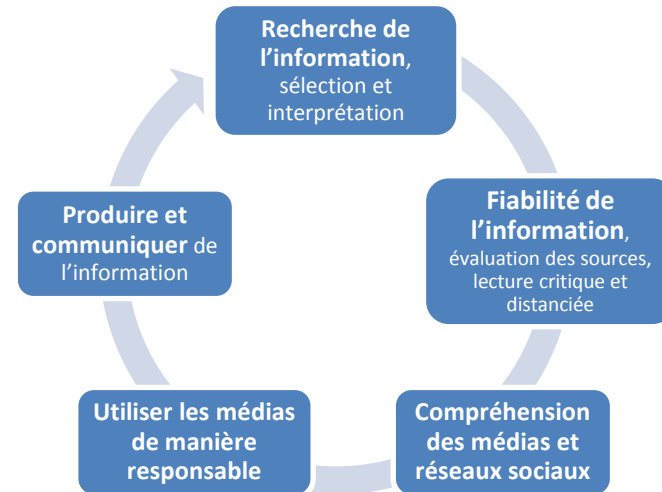 Recherche de
l'information,
sélection et
interprétation
Fiabilité de
l'information,
évaluation des sources,
lecture critique et
distanciée
Compréhension
des médias et
réseaux sociaux
Utiliser les médias
de manière
responsable
Produire et
communiquer de
l'information